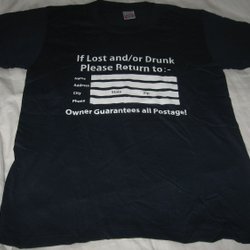 If Lost and/or Drunk
Please Return to:-
Name
Address
City State Zip
Phone
Owner Guarantees all Postage!